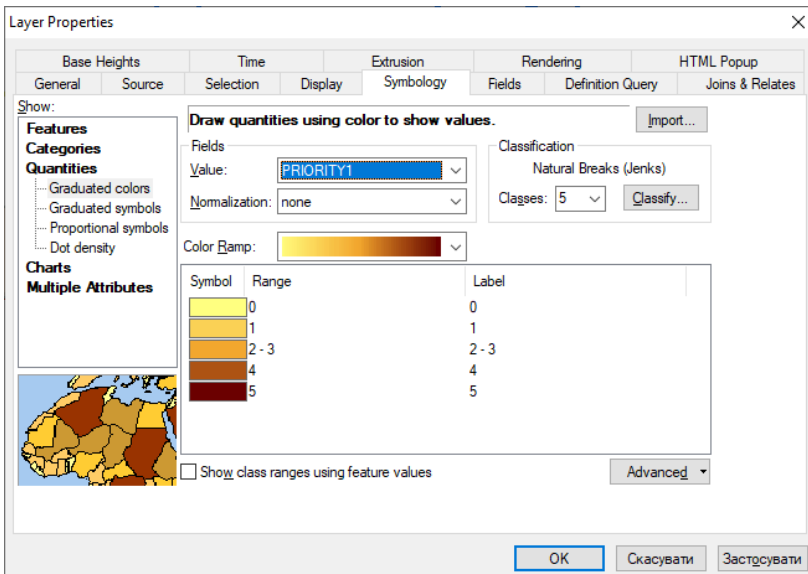 Layer Properties
Base Heights Time Extrusion Rendering HTML Popup
General Source Selection Display Symbology Fields Definition Query Joins & Relates
Show:
Features
Categories
Quantities
Graduated colors
Graduated symbols
Proportional symbols
Dot density
Charts
Multiple Attributes
Draw quantities using color to show values.
Import...
Fields
Value: PRIORITY1
Normalization: none
Classification
Natural Breaks (Jenks)
Classes: 5 Classify...
Color Ramp:
Symbol Range Label
0 0
1 1
2 - 3 2 - 3
4 4
5 5
Show class ranges using feature values
Advanced
OK Скасувати Застосувати